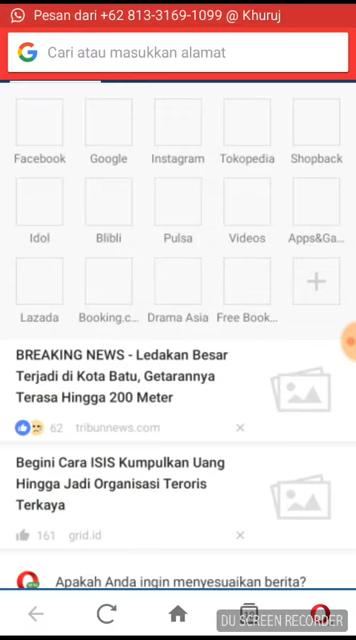 Pesan dari +62 813-3169-1099 @ Khuruj
Cari atau masukkan alamat
Facebook Google Instagram Tokopedia Shopback
Idol Blibli Pulsa Videos Apps&Ga...
Lazada Booking.c... Drama Asia Free Book...
BREAKING NEWS - Ledakan Besar
Terjadi di Kota Batu, Getarannya
Terasa Hingga 200 Meter
62 tribunnews.com
Begini Cara ISIS Kumpulkan Uang
Hingga Jadi Organisasi Teroris
Terkaya
161 grid.id
Apakah Anda ingin menyesuaikan berita?
DU SCREEN RECORDER